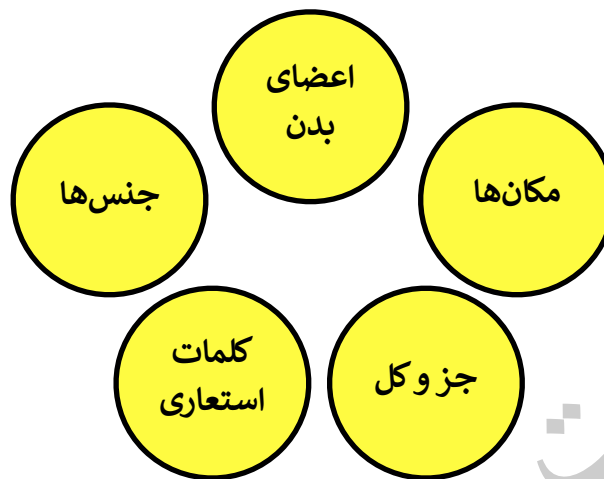 اعضای
بدن
مکان‌ها
جنس‌ها
جز و کل
کلمات
استعاری